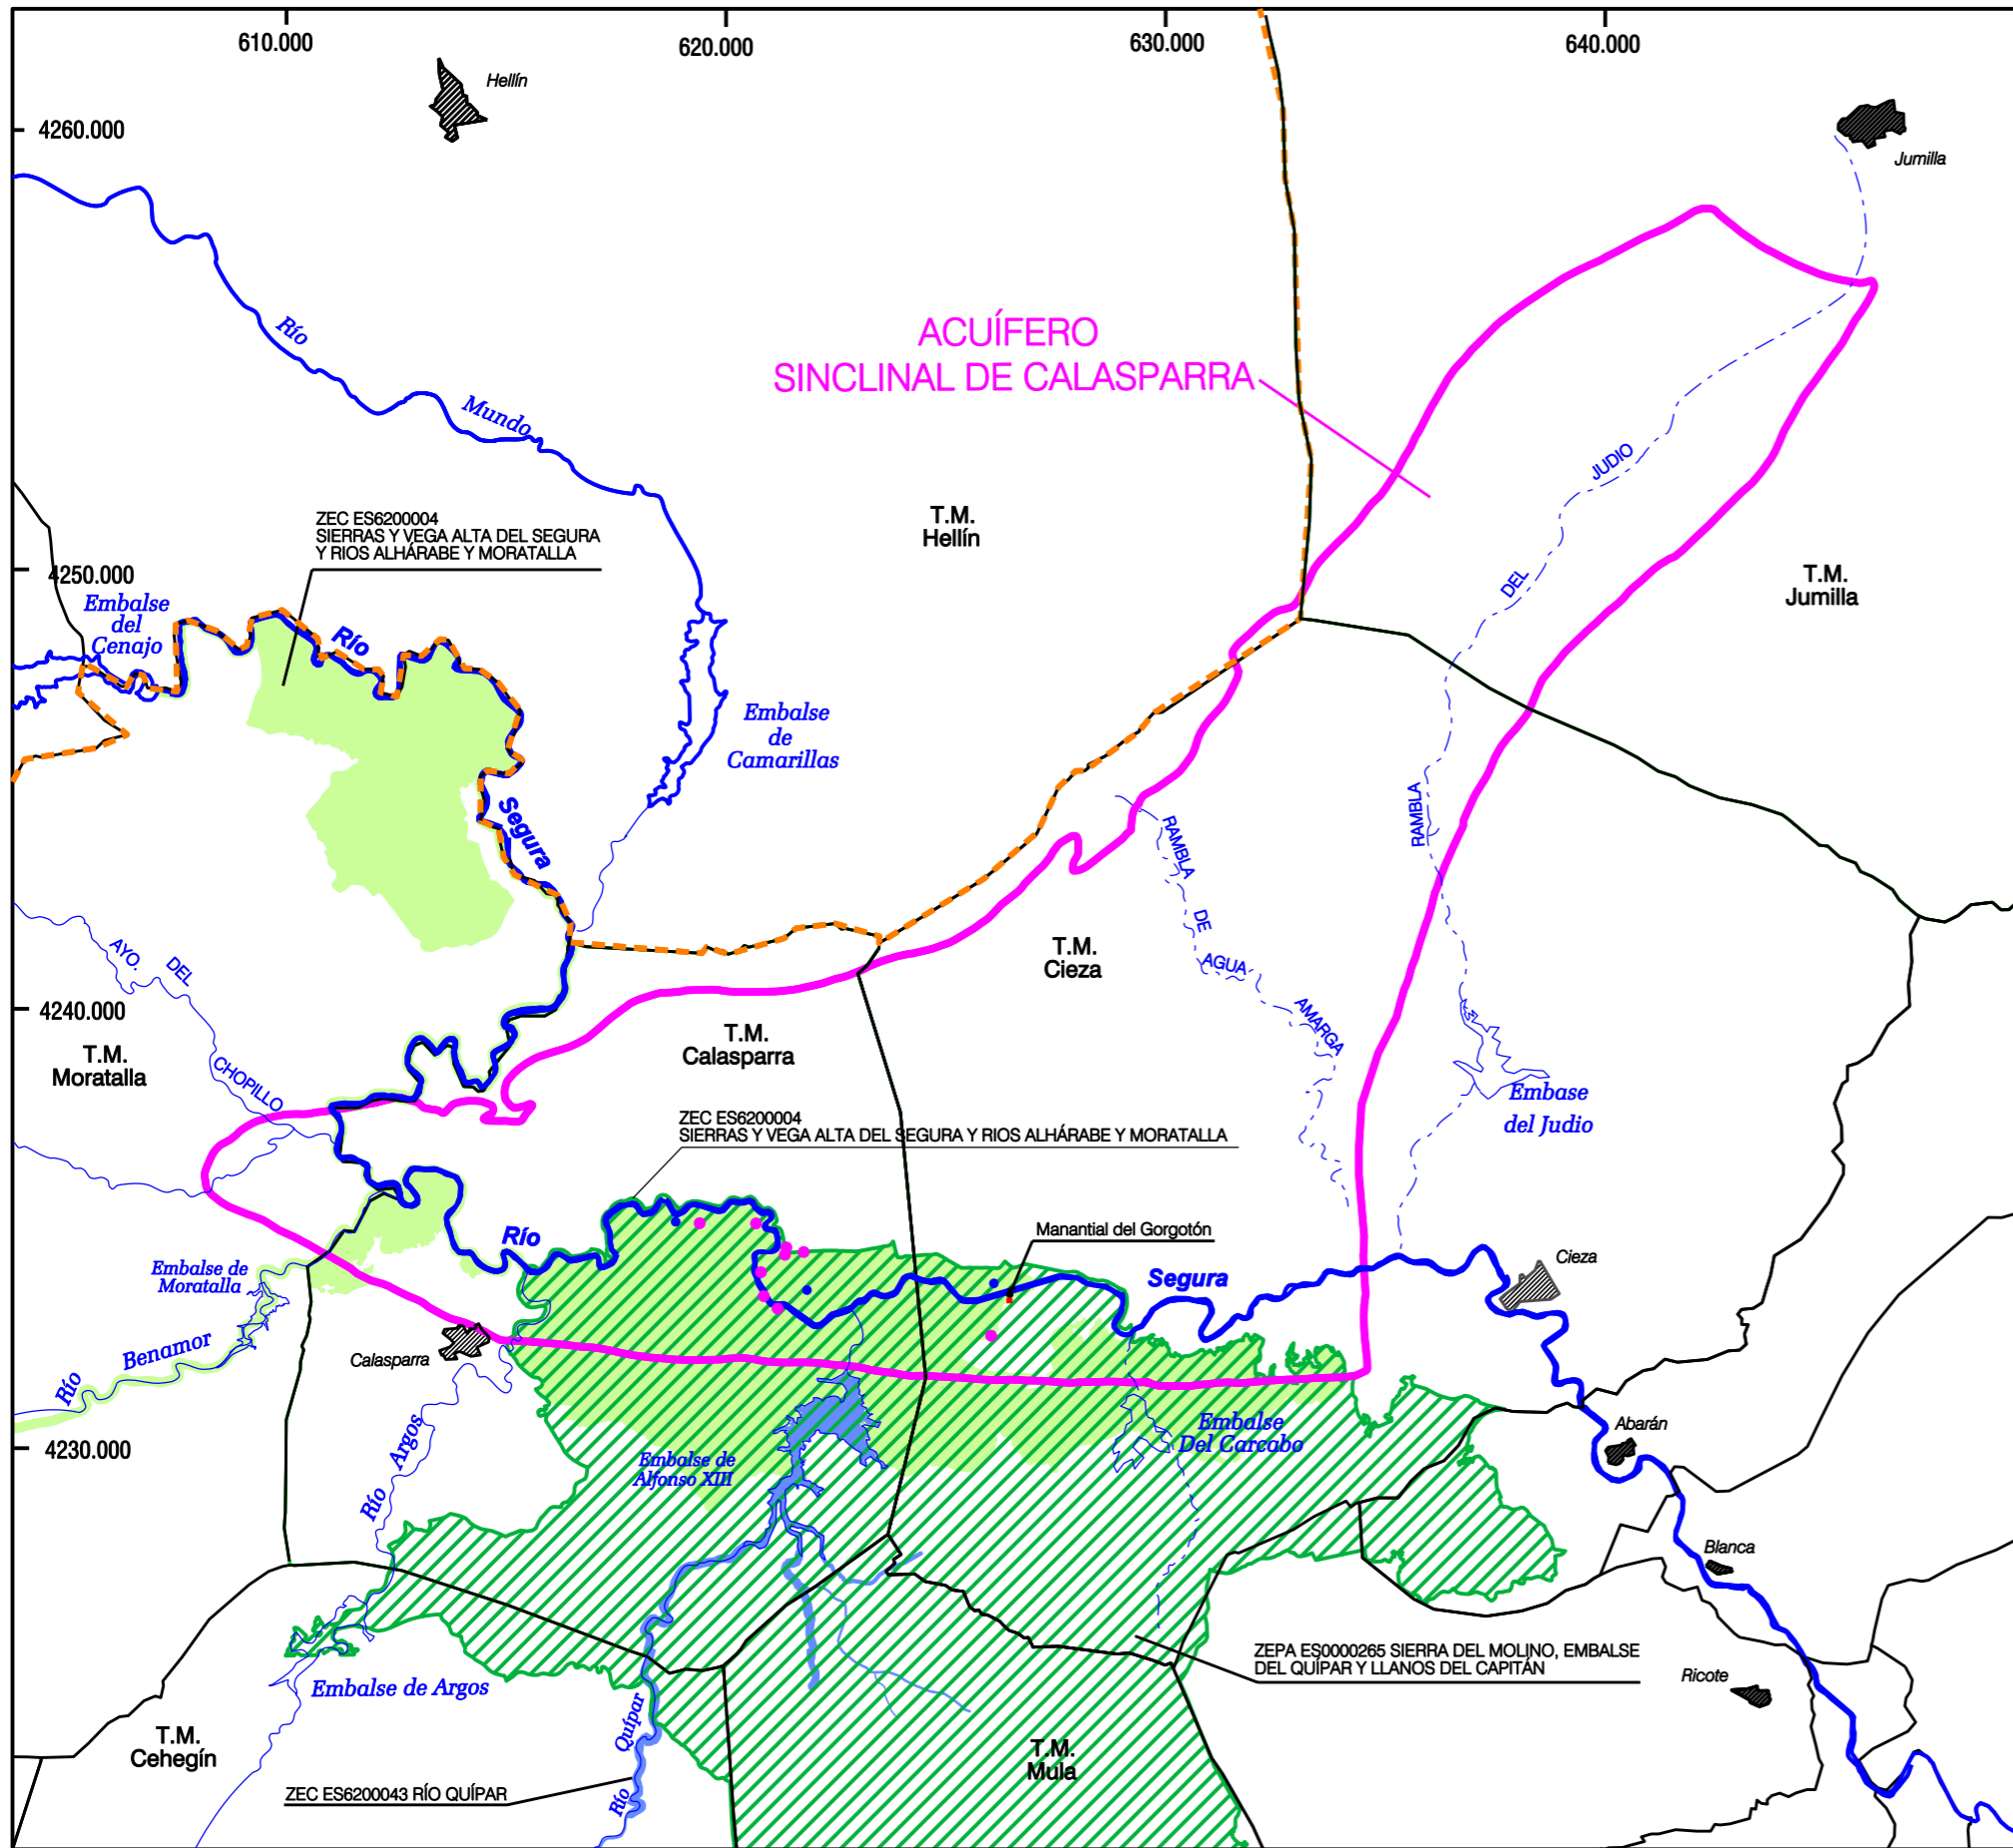 610.000
620.000
630.000
640.000
Hellín
4260.000
Jumilla
Río
ACUÍFERO
SINCLINAL DE CALASPARRA
Mundo
JUDIO
ZEC ES6200004
SIERRAS Y VEGA ALTA DEL SEGURA
Y RIOS ALHÁRABE Y MORATALLA
T.M.
Hellín
4250.000
DEL
T.M.
Jumilla
Embalse
del
Cenajo
Río
Embalse
de
Camarillas
Segura
RAMBLA
RAMBLA
DE
AGUA
AMARGA
T.M.
Cieza
AYO.
DEL
CHOPILLO
4240.000
T.M.
Moratalla
T.M.
Calasparra
Embase
del Judio
ZEC ES6200004
SIERRAS Y VEGA ALTA DEL SEGURA Y RIOS ALHÁRABE Y MORATALLA
Manantial del Gorgotón
Río
Segura
Cieza
Embalse de
Moratalla
Río
Benamor
Calasparra
Río
Argos
4230.000
Embalse de
Alfonso XIII
Embalse
Del Carcabo
Abarán
Blanca
ZEPA ES0000265 SIERRA DEL MOLINO, EMBALSE
DEL QUÍPAR Y LLANOS DEL CAPITÁN
Ricote
Embalse de Argos
Río
Quípar
T.M.
Cehegín
T.M.
Mula
ZEC ES6200043 RÍO QUÍPAR